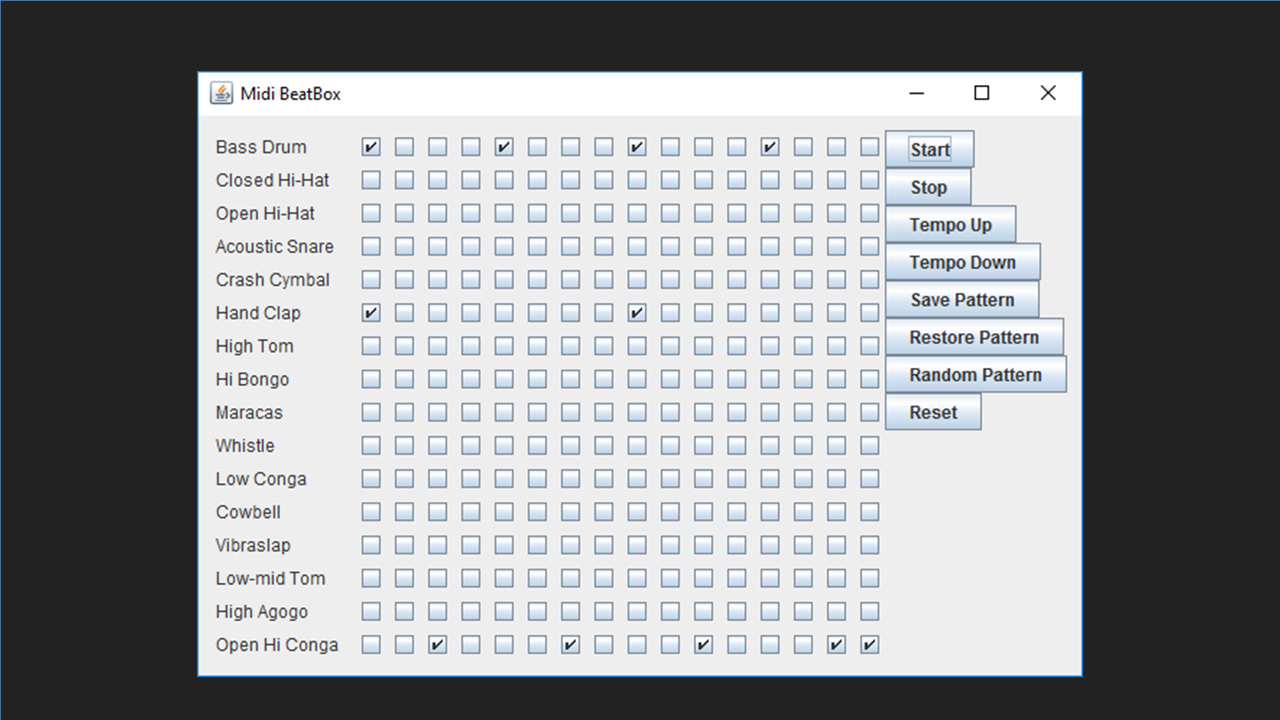 Midi BeatBox
Bass Drum
Closed Hi-Hat
Open Hi-Hat
Acoustic Snare
Crash Cymbal
Hand Clap
High Tom
Hi Bongo
Maracas
Whistle
Low Conga
Cowbell
Vibraslap
Low-mid Tom
High Agogo
Open Hi Conga
Start
Stop
Tempo Up
Tempo Down
Save Pattern
Restore Pattern
Random Pattern
Reset